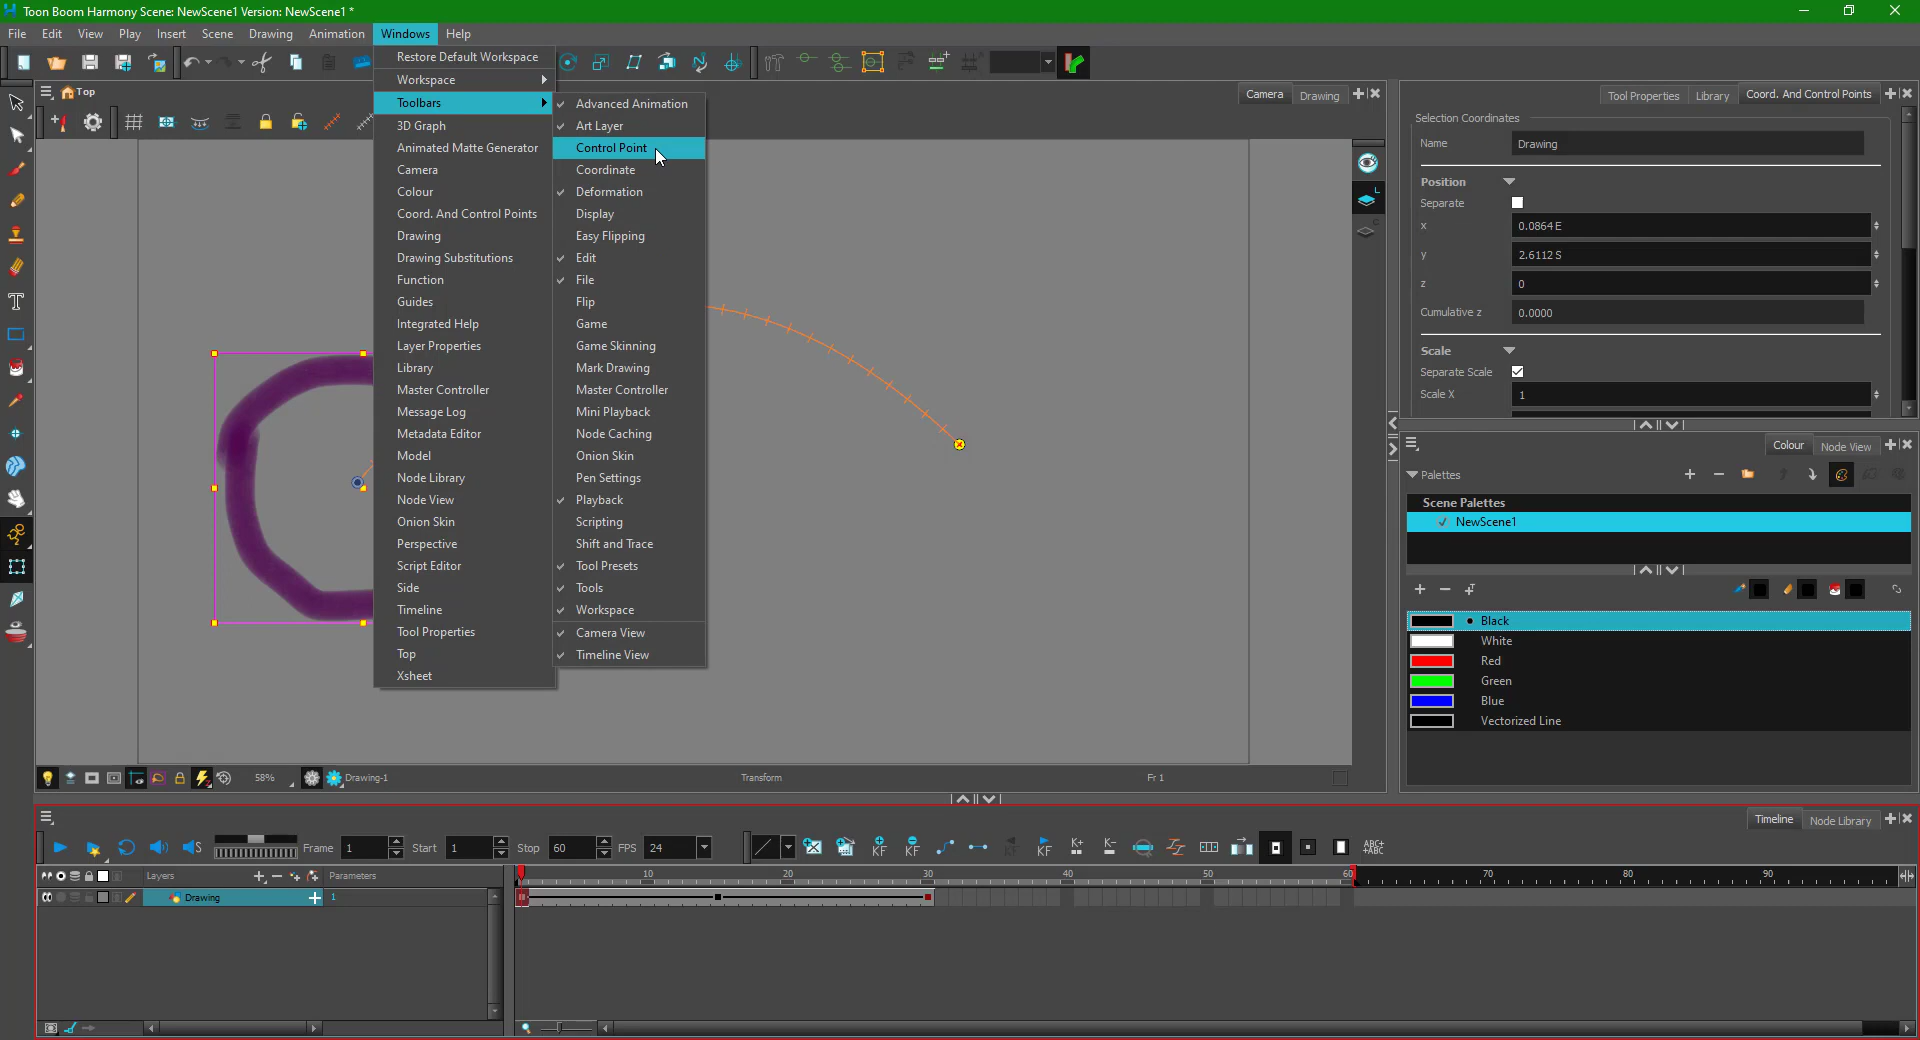 Toon Boom Harmony Scene: NewScene1 Version: NewScene1 *
File Edit View Play Insert Scene Drawing Animation Windows Help
Restore Default Workspace
Workspace
Toolbars
3D Graph
Animated Matte Generator
Camera
Colour
Coord. And Control Points
Drawing
Drawing Substitutions
Function
Guides
Integrated Help
Layer Properties
Library
Master Controller
Message Log
Metadata Editor
Model
Node Library
Node View
Onion Skin
Perspective
Script Editor
Side
Timeline
Tool Properties
Top
Xsheet
Advanced Animation
Art Layer
Control Point
Coordinate
Deformation
Display
Easy Flipping
Edit
File
Flip
Game
Game Skinning
Mark Drawing
Master Controller
Mini Playback
Node Caching
Onion Skin
Pen Settings
Playback
Scripting
Shift and Trace
Tool Presets
Tools
Workspace
Camera View
Timeline View
Top
Camera Drawing
Tool Properties Library Coord. And Control Points
Selection Coordinates
Name Drawing
Position
Separate
x 0.0864 E
y 2.6112 S
z 0
Cumulative z 0.0000
Scale
Separate Scale
Scale X 1
Colour Node View
Palettes
Scene Palettes
NewScene1
Black
White
Red
Green
Blue
Vectorized Line
58% Drawing-1 Transform Fr 1
Timeline Node Library
Frame 1 Start 1 Stop 60 FPS 24
KF KF KF KF K+ K- ABC+ +ABC
Layers Parameters
10 20 30 40 50 60 70 80 90
Drawing 1